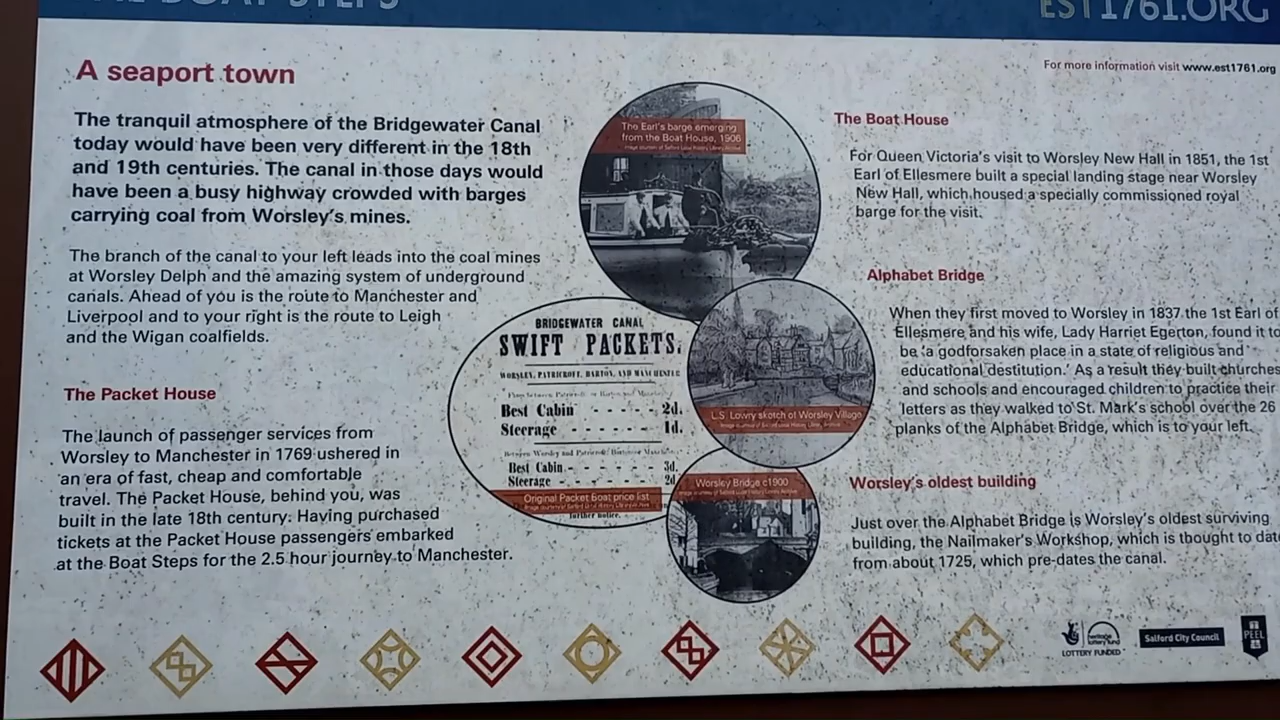 THE BOAT STEPS
EST1761.ORG
A seaport town
For more information visit www.est1761.org
The tranquil atmosphere of the Bridgewater Canal
today would have been very different in the 18th
and 19th centuries. The canal in those days would
have been a busy highway crowded with barges
carrying coal from Worsley's mines.
The branch of the canal to your left leads into the coal mines
at Worsley Delph and the amazing system of underground
canals. Ahead of you is the route to Manchester and
Liverpool and to your right is the route to Leigh
and the Wigan coalfields.
The Packet House
The launch of passenger services from
Worsley to Manchester in 1769 ushered in
an era of fast, cheap and comfortable
travel. The Packet House, behind you, was
built in the late 18th century. Having purchased
tickets at the Packet House passengers embarked
at the Boat Steps for the 2.5 hour journey to Manchester.
The Earl's barge emerging
from the Boat House, 1906
BRIDGEWATER CANAL
SWIFT PACKETS.
WORSLEY, PATRICROFT, BARTON, AND MANCHESTER
Best Cabin - - - - - 2d.
Steerage - - - - - - 1d.
Best Cabin - - - - - 3d.
Steerage - - - - - - 2d
Original Packet Boat price list
further notice.
L.S. Lowry sketch of Worsley Village
Worsley Bridge c1900
The Boat House
For Queen Victoria's visit to Worsley New Hall in 1851, the 1st
Earl of Ellesmere built a special landing stage near Worsley
New Hall, which housed a specially commissioned royal
barge for the visit.
Alphabet Bridge
When they first moved to Worsley in 1837 the 1st Earl of
Ellesmere and his wife, Lady Harriet Egerton, found it to
be 'a godforsaken place in a state of religious and
educational destitution.' As a result they built churches
and schools and encouraged children to practice their
letters as they walked to St. Mark's school over the 26
planks of the Alphabet Bridge, which is to your left.
Worsley's oldest building
Just over the Alphabet Bridge is Worsley's oldest surviving
building, the Nailmaker's Workshop, which is thought to date
from about 1725, which pre-dates the canal.
heritage
lottery fund
LOTTERY FUNDED
Salford City Council
PEEL